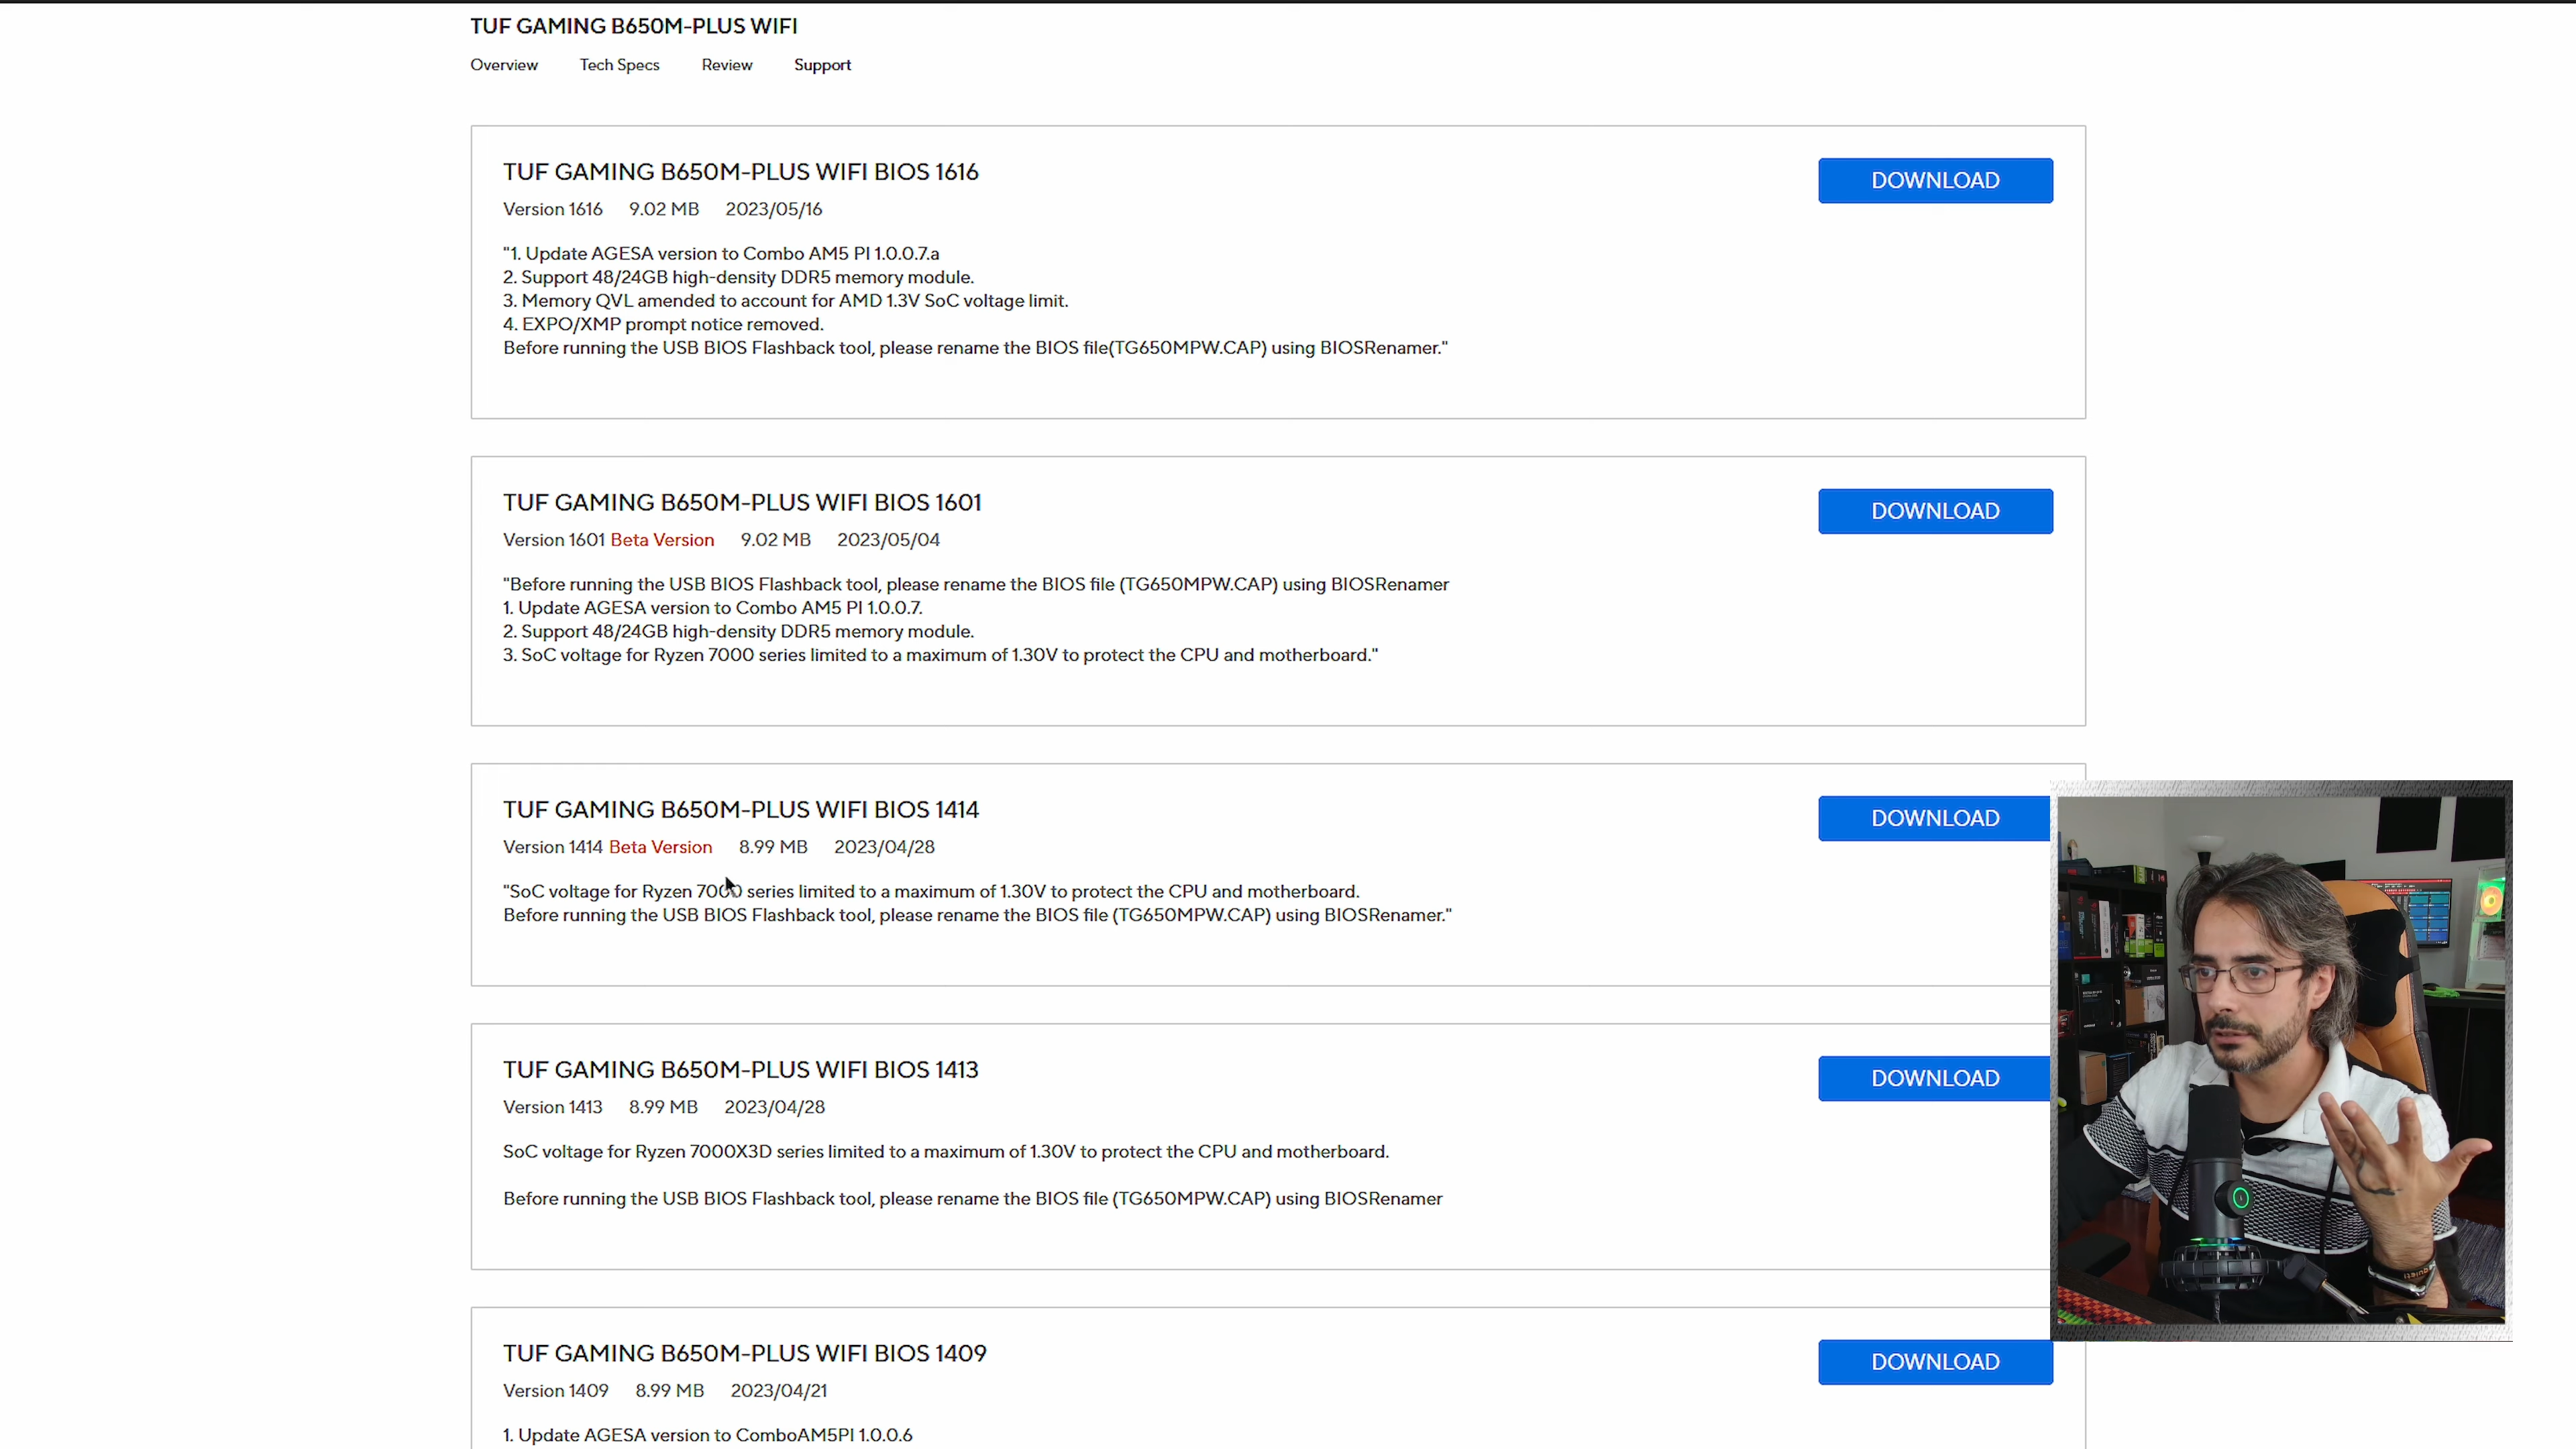 TUF GAMING B650M-PLUS WIFI
Overview Tech Specs Review Support
TUF GAMING B650M-PLUS WIFI BIOS 1616
DOWNLOAD
Version 1616 9.02 MB 2023/05/16
"1. Update AGESA version to Combo AM5 PI 1.0.0.7.a
2. Support 48/24GB high-density DDR5 memory module.
3. Memory QVL amended to account for AMD 1.3V SoC voltage limit.
4. EXPO/XMP prompt notice removed.
Before running the USB BIOS Flashback tool, please rename the BIOS file(TG650MPW.CAP) using BIOSRenamer."
TUF GAMING B650M-PLUS WIFI BIOS 1601
DOWNLOAD
Version 1601 Beta Version 9.02 MB 2023/05/04
"Before running the USB BIOS Flashback tool, please rename the BIOS file (TG650MPW.CAP) using BIOSRenamer
1. Update AGESA version to Combo AM5 PI 1.0.0.7.
2. Support 48/24GB high-density DDR5 memory module.
3. SoC voltage for Ryzen 7000 series limited to a maximum of 1.30V to protect the CPU and motherboard."
TUF GAMING B650M-PLUS WIFI BIOS 1414
DOWNLOAD
Version 1414 Beta Version 8.99 MB 2023/04/28
"SoC voltage for Ryzen 7000 series limited to a maximum of 1.30V to protect the CPU and motherboard.
Before running the USB BIOS Flashback tool, please rename the BIOS file (TG650MPW.CAP) using BIOSRenamer."
TUF GAMING B650M-PLUS WIFI BIOS 1413
DOWNLOAD
Version 1413 8.99 MB 2023/04/28
SoC voltage for Ryzen 7000X3D series limited to a maximum of 1.30V to protect the CPU and motherboard.
Before running the USB BIOS Flashback tool, please rename the BIOS file (TG650MPW.CAP) using BIOSRenamer
TUF GAMING B650M-PLUS WIFI BIOS 1409
DOWNLOAD
Version 1409 8.99 MB 2023/04/21
1. Update AGESA version to ComboAM5PI 1.0.0.6